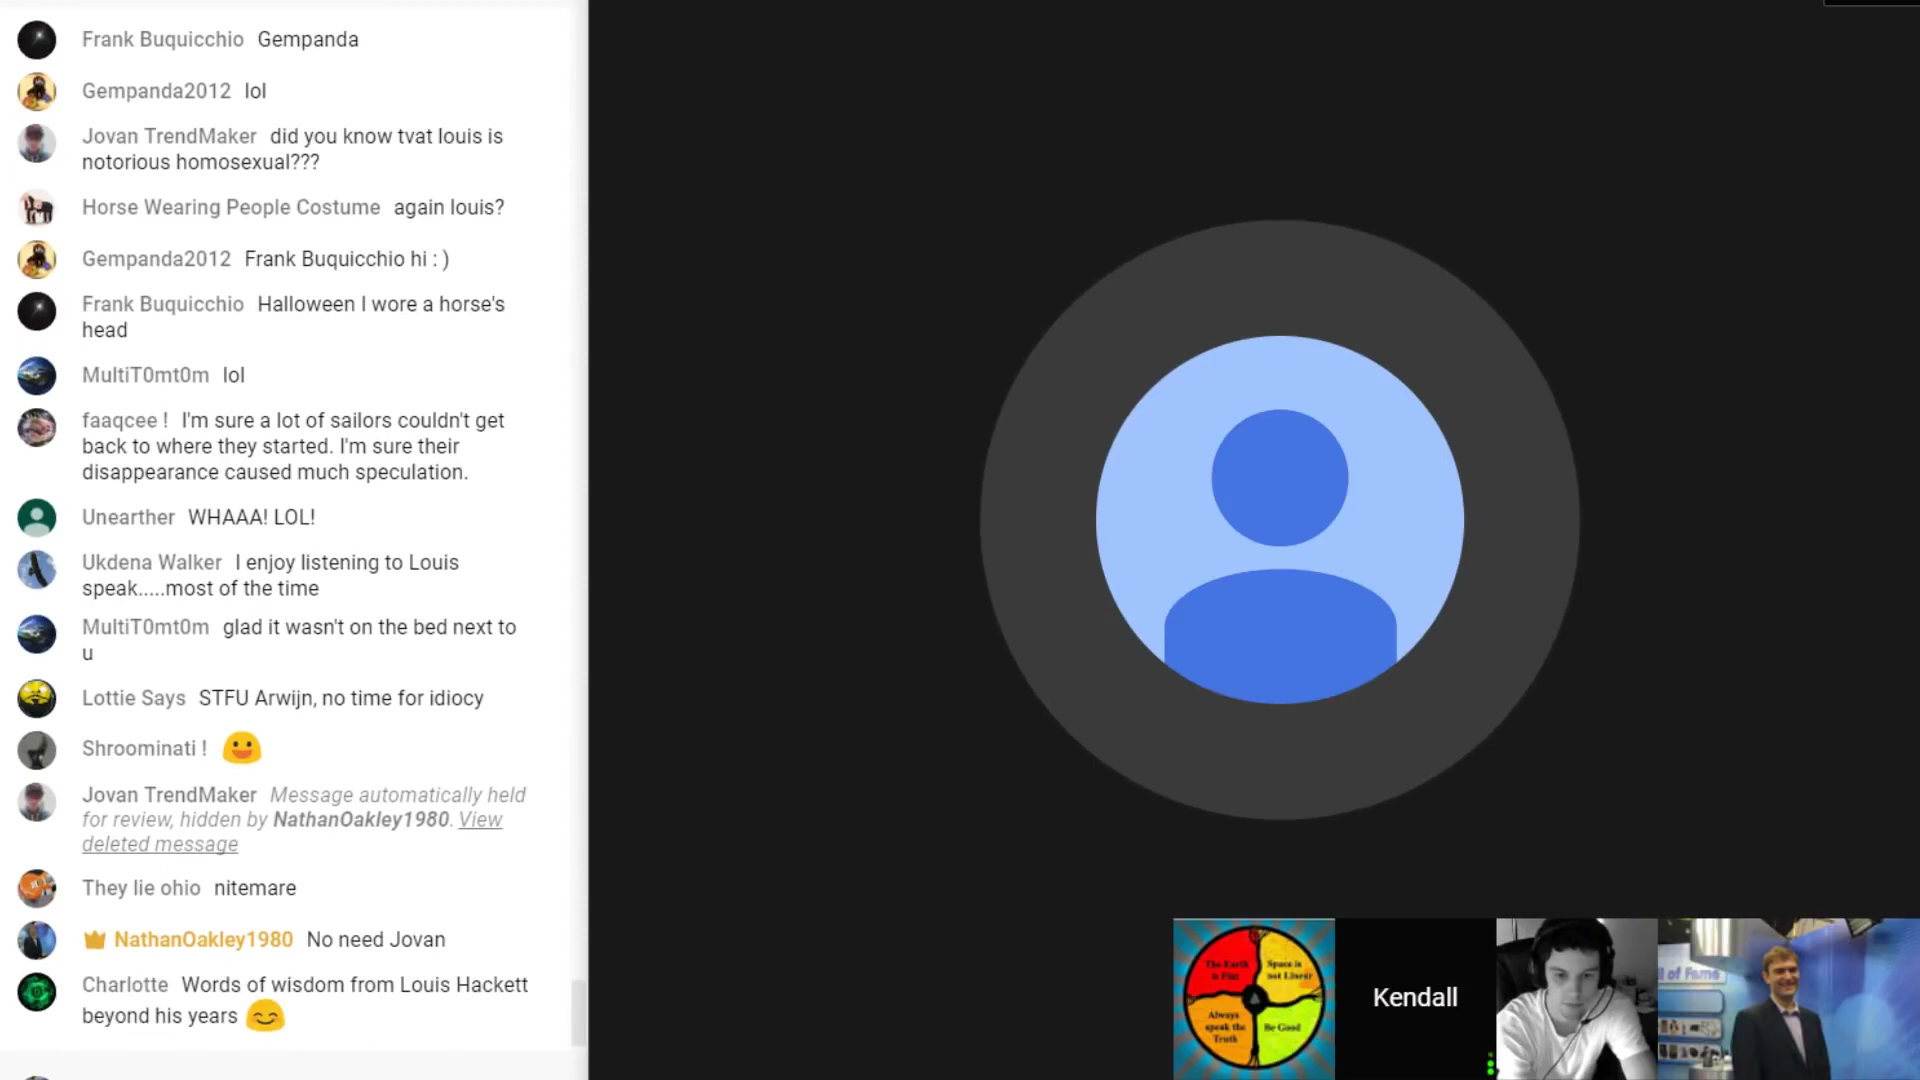 Frank Buquicchio Gempanda
Gempanda2012 lol
Jovan TrendMaker did you know tvat louis is
notorious homosexual???
Horse Wearing People Costume again louis?
Gempanda2012 Frank Buquicchio hi : )
Frank Buquicchio Halloween I wore a horse's
head
MultiT0mt0m lol
faaqcee ! I'm sure a lot of sailors couldn't get
back to where they started. I'm sure their
disappearance caused much speculation.
Unearther WHAAA! LOL!
Ukdena Walker I enjoy listening to Louis
speak.....most of the time
MultiT0mt0m glad it wasn't on the bed next to
u
Lottie Says STFU Arwijn, no time for idiocy
Shroominati ! 😃
Jovan TrendMaker Message automatically held
for review, hidden by NathanOakley1980. View
deleted message
They lie ohio nitemare
NathanOakley1980 No need Jovan
Charlotte Words of wisdom from Louis Hackett
beyond his years 😊
The Earth
is Flat
Space is
not Linear
Always
speak the
Truth
Be Good
Kendall
l of Fame